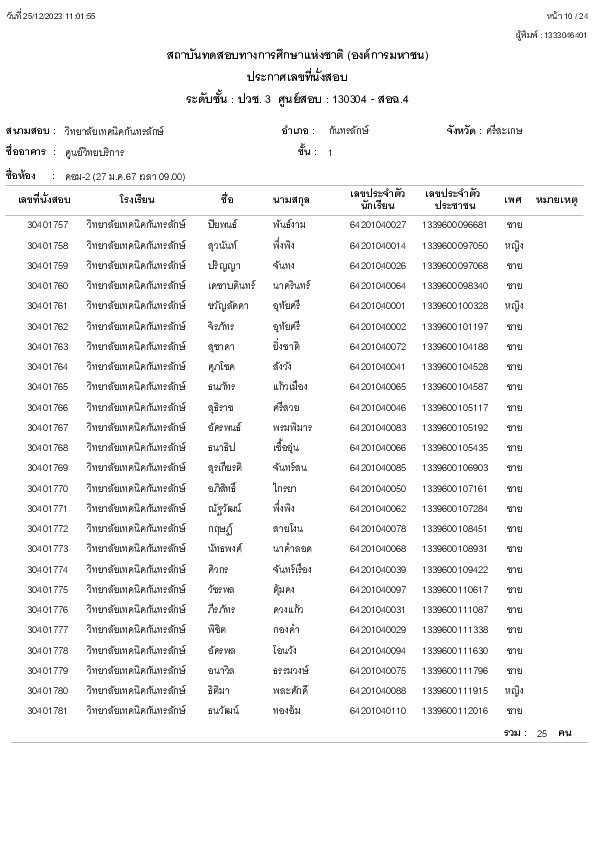 วันที่ 25/12/2023 11:01:55 หน้า 10 / 24
ผู้พิมพ์ : 1333046401
สถาบันทดสอบทางการศึกษาแห่งชาติ (องค์การมหาชน)
ประกาศเลขที่นั่งสอบ
ระดับชั้น : ปวช. 3 ศูนย์สอบ : 130304 - สอฉ.4
สนามสอบ : วิทยาลัยเทคนิคกันทรลักษ์ อำเภอ : กันทรลักษ์ จังหวัด : ศรีสะเกษ
ชื่ออาคาร : ศูนย์วิทยบริการ ชั้น : 1
ชื่อห้อง : คอม-2 (27 ม.ค.67 เวลา 09.00)
เลขที่นั่งสอบ โรงเรียน ชื่อ นามสกุล เลขประจำตัวนักเรียน เลขประจำตัวประชาชน เพศ หมายเหตุ
30401757 วิทยาลัยเทคนิคกันทรลักษ์ ปิยพนธ์ พันธ์งาม 64201040027 1339600096681 ชาย
30401758 วิทยาลัยเทคนิคกันทรลักษ์ สุวนันท์ พึ่งพิง 64201040014 1339600097050 หญิง
30401759 วิทยาลัยเทคนิคกันทรลักษ์ ปริญญา จันทง 64201040026 1339600097068 ชาย
30401760 วิทยาลัยเทคนิคกันทรลักษ์ เดชาบดินทร์ นาครินทร์ 64201040064 1339600098340 ชาย
30401761 วิทยาลัยเทคนิคกันทรลักษ์ ขวัญลัดดา อุทัยศรี 64201040001 1339600100328 หญิง
30401762 วิทยาลัยเทคนิคกันทรลักษ์ จิรภัทร อุทัยศรี 64201040002 1339600101197 ชาย
30401763 วิทยาลัยเทคนิคกันทรลักษ์ สุชาดา ยิ่งชาติ 64201040072 1339600104188 ชาย
30401764 วิทยาลัยเทคนิคกันทรลักษ์ ศุภโชค สังวัง 64201040041 1339600104528 ชาย
30401765 วิทยาลัยเทคนิคกันทรลักษ์ ธนภัทร แก้วเมือง 64201040065 1339600104587 ชาย
30401766 วิทยาลัยเทคนิคกันทรลักษ์ สุธิราช ศรีสวย 64201040046 1339600105117 ชาย
30401767 วิทยาลัยเทคนิคกันทรลักษ์ อัครพนธ์ พรมพิมาร 64201040083 1339600105192 ชาย
30401768 วิทยาลัยเทคนิคกันทรลักษ์ ธนาธิป เชื้ออุ่น 64201040066 1339600105435 ชาย
30401769 วิทยาลัยเทคนิคกันทรลักษ์ สุรเกียรติ จันทร์สน 64201040085 1339600106903 ชาย
30401770 วิทยาลัยเทคนิคกันทรลักษ์ อภิสิทธิ์ ไกรยา 64201040050 1339600107161 ชาย
30401771 วิทยาลัยเทคนิคกันทรลักษ์ ณัฐวัฒน์ พึ่งพิง 64201040062 1339600107284 ชาย
30401772 วิทยาลัยเทคนิคกันทรลักษ์ กฤษฎ์ สายเงิน 64201040078 1339600108451 ชาย
30401773 วิทยาลัยเทคนิคกันทรลักษ์ นัทธพงศ์ นาคำลอด 64201040068 1339600108931 ชาย
30401774 วิทยาลัยเทคนิคกันทรลักษ์ ศิวกร จันทร์เรือง 64201040039 1339600109422 ชาย
30401775 วิทยาลัยเทคนิคกันทรลักษ์ วัชรพล คุ้มคง 64201040097 1339600110617 ชาย
30401776 วิทยาลัยเทคนิคกันทรลักษ์ ภีรภัทร ดวงแก้ว 64201040031 1339600111087 ชาย
30401777 วิทยาลัยเทคนิคกันทรลักษ์ พิชิต กองคำ 64201040029 1339600111338 ชาย
30401778 วิทยาลัยเทคนิคกันทรลักษ์ อัครพล โอนวัง 64201040094 1339600111630 ชาย
30401779 วิทยาลัยเทคนิคกันทรลักษ์ อนาวิล ธรรมวงษ์ 64201040075 1339600111796 ชาย
30401780 วิทยาลัยเทคนิคกันทรลักษ์ ธิติมา พละศักดิ์ 64201040088 1339600111915 หญิง
30401781 วิทยาลัยเทคนิคกันทรลักษ์ ธนวัฒน์ ทองอ้ม 64201040110 1339600112016 ชาย
รวม : 25 คน